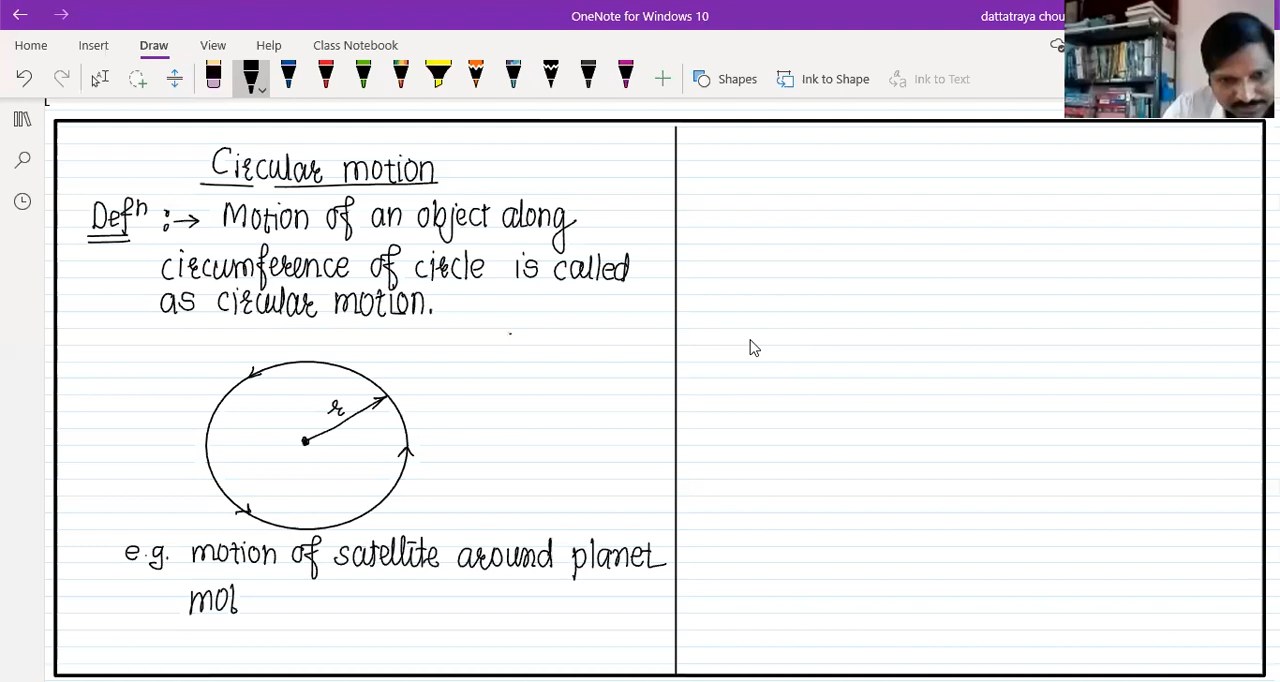 OneNote for Windows 10
dattatraya chou
Home Insert Draw View Help Class Notebook
Shapes Ink to Shape Ink to Text
Circular motion
Defn :→ Motion of an object along
circumference of circle is called
as circular motion.
r
e.g. motion of satellite around planet
mot